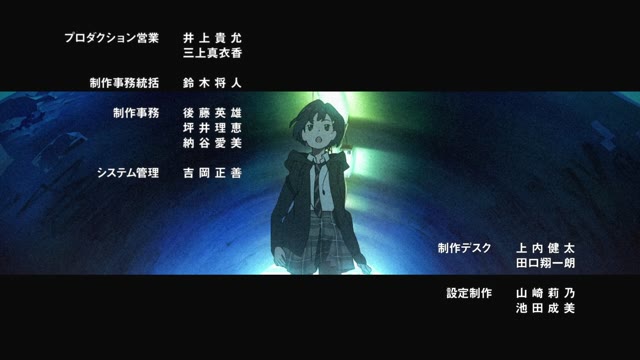 プロダクション営業 井上貴允
三上真衣香
制作事務統括 鈴木将人
制作事務 後藤英雄
坪井理恵
納谷愛美
システム管理 吉岡正善
制作デスク 上内健太
田口翔一朗
設定制作 山崎莉乃
池田成美